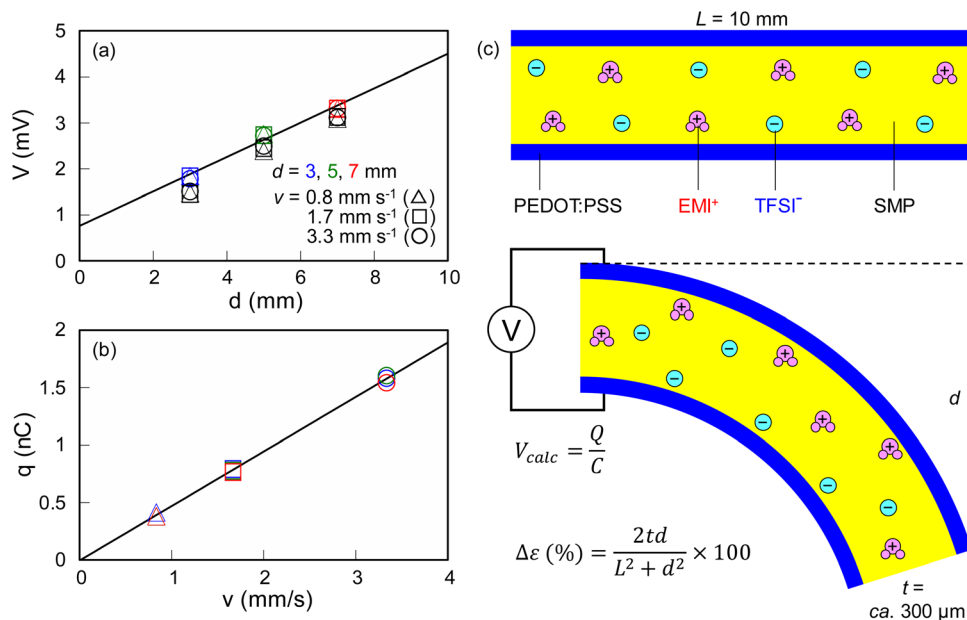 (a)
V (mV)
5
4
3
2
1
0
d = 3, 5, 7 mm
v = 0.8 mm s⁻¹ (△)
1.7 mm s⁻¹ (□)
3.3 mm s⁻¹ (○)
0 2 4 6 8 10
d (mm)
(b)
q (nC)
2
1.5
1
0.5
0
0 1 2 3 4
v (mm/s)
(c)
L = 10 mm
PEDOT:PSS EMI⁺ TFSI⁻ SMP
V
d
V_calc = Q/C
Δε (%) = 2td/(L² + d²) × 100
t =
ca. 300 μm